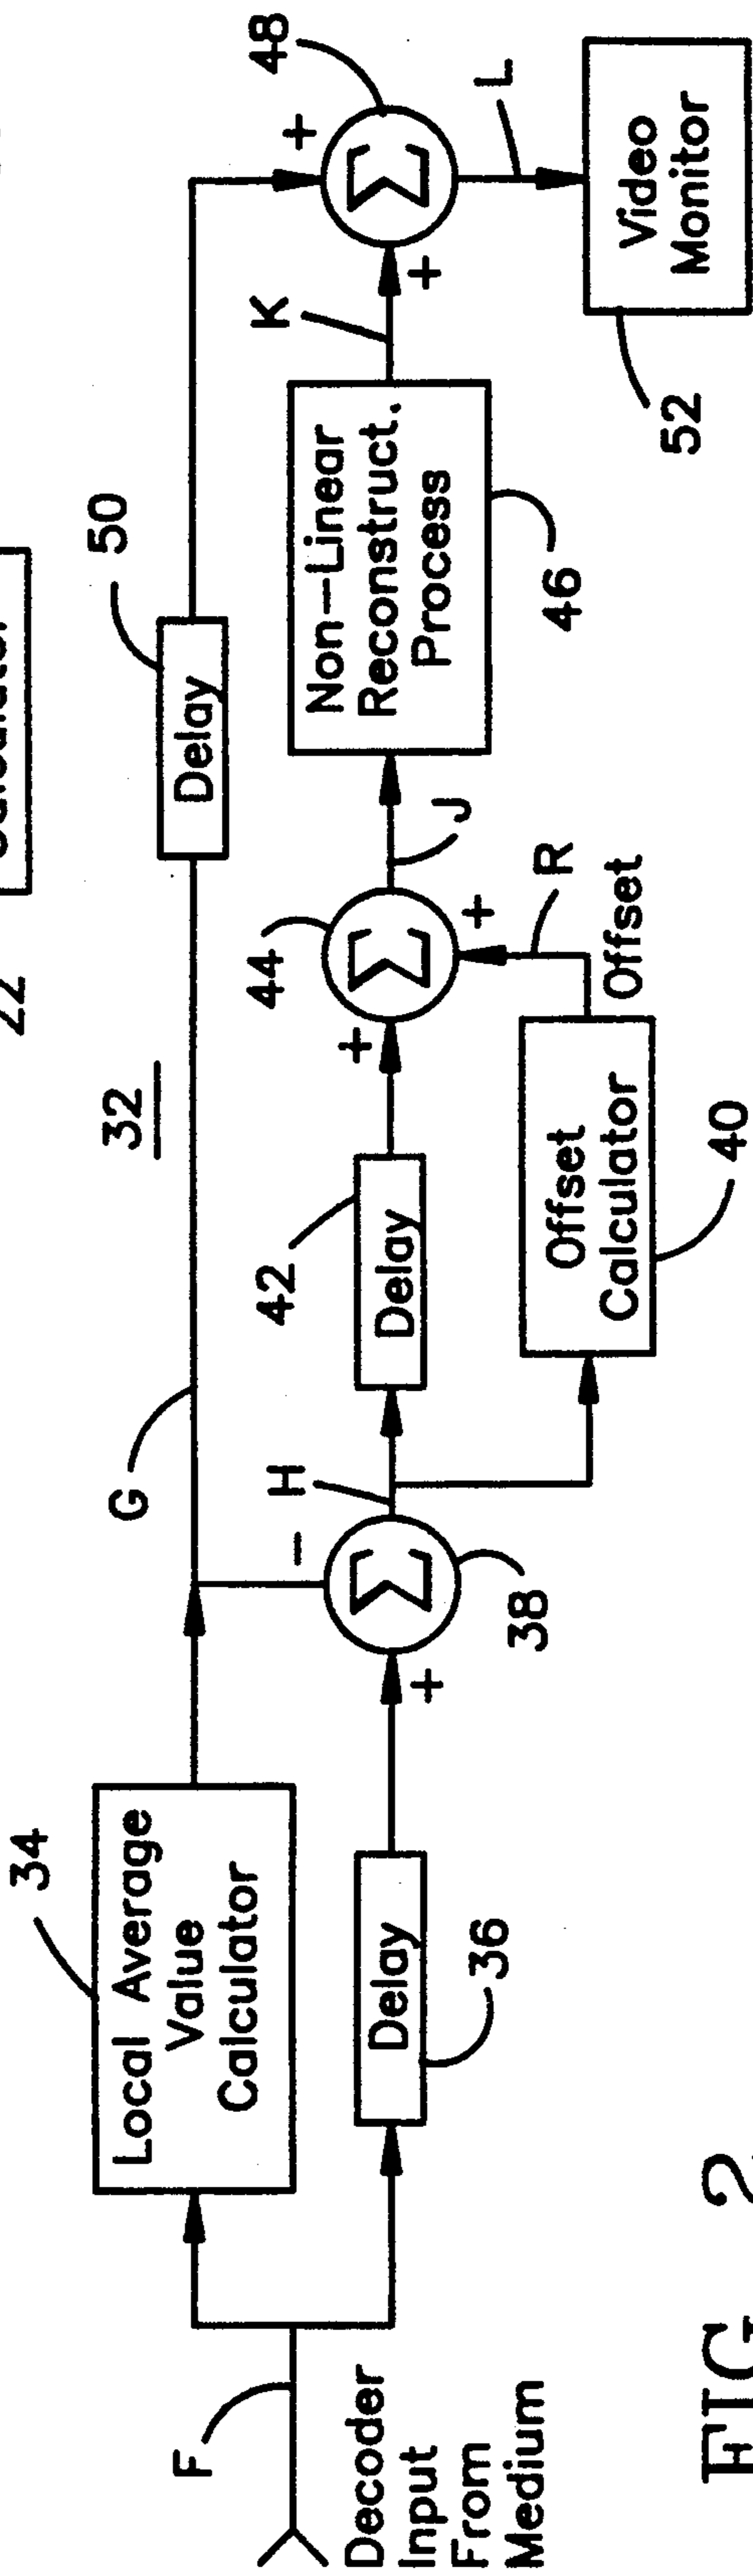 22
32
F
Decoder
Input
From
Medium
34
Local Average
Value
Calculator
Delay
36
G
+
−
Σ
38
H
42
Delay
Offset
Calculator
40
Offset
R
+
+
44
Σ
J
50
Delay
Non–Linear
Reconstruct.
Process
46
K
+
+
48
Σ
L
Video
Monitor
52
FIG 2